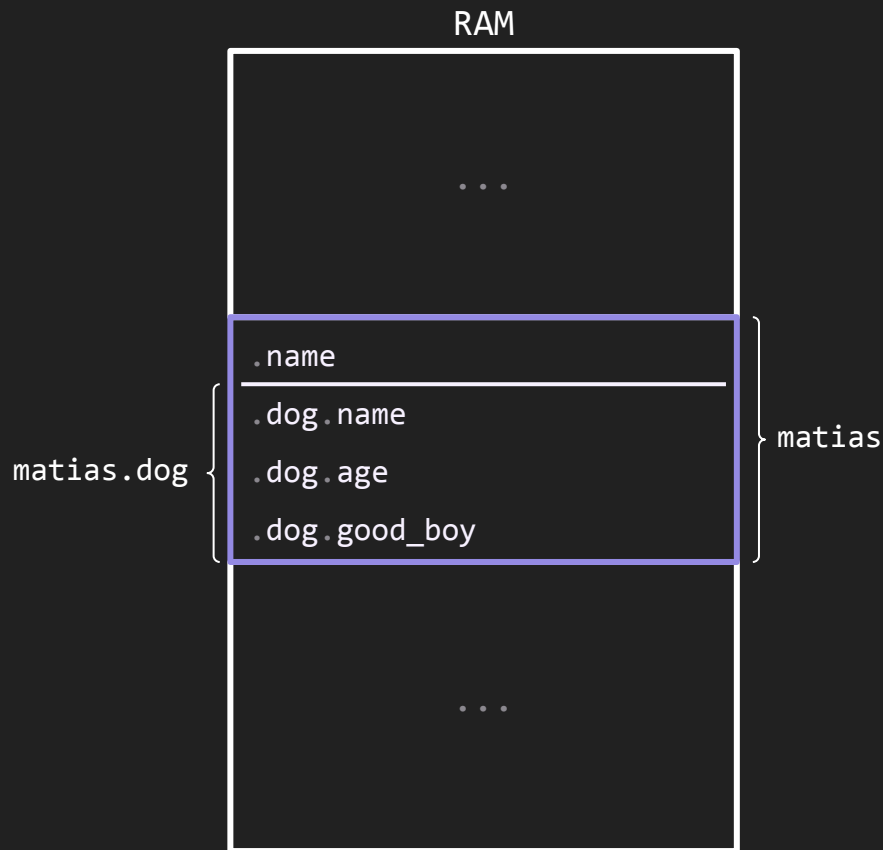 RAM
...
.name
.dog.name
matias
matias.dog
.dog.age
.dog.good_boy
...